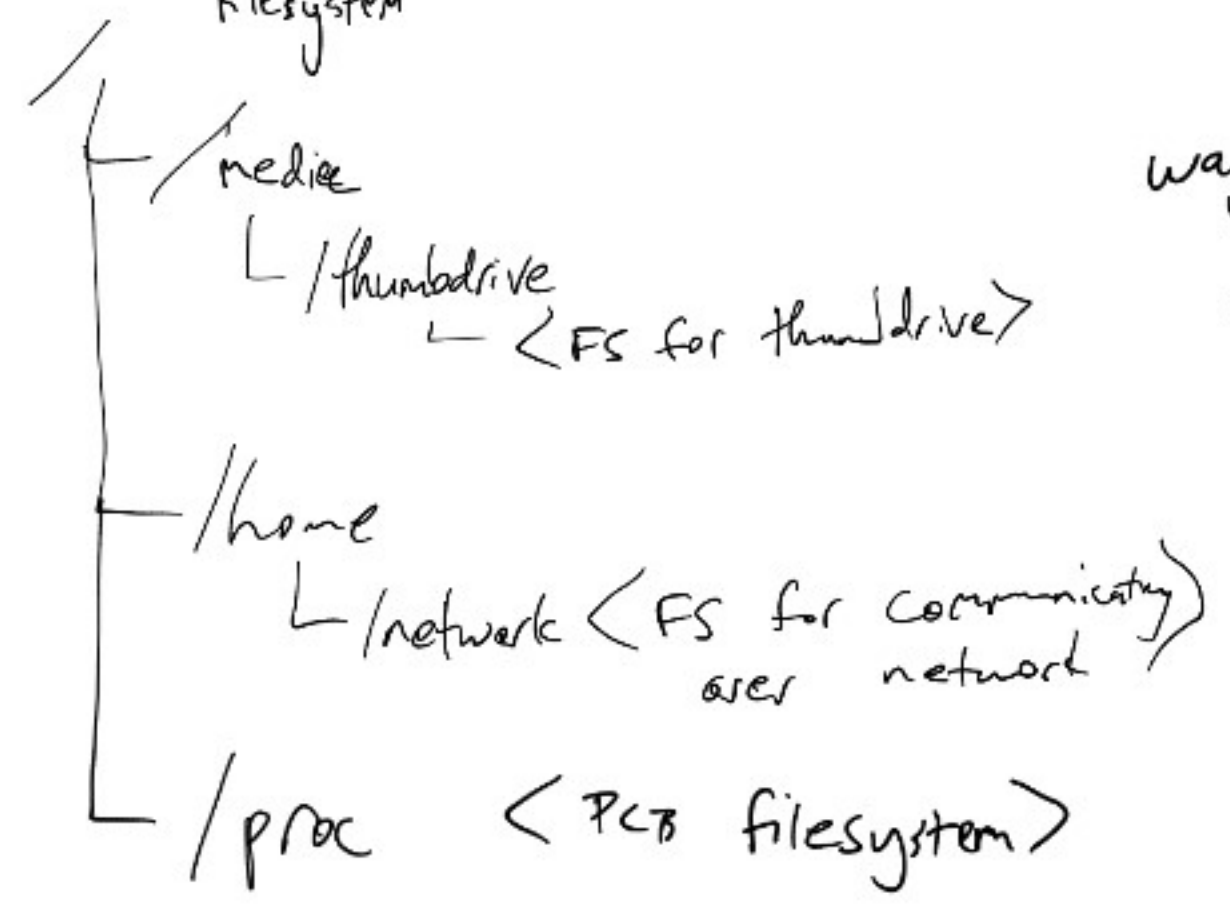 filesystem
/
/media
/thumbdrive
<FS for thumbdrive>
/home
/network <FS for communicating>
over network
/proc <PCB filesystem>